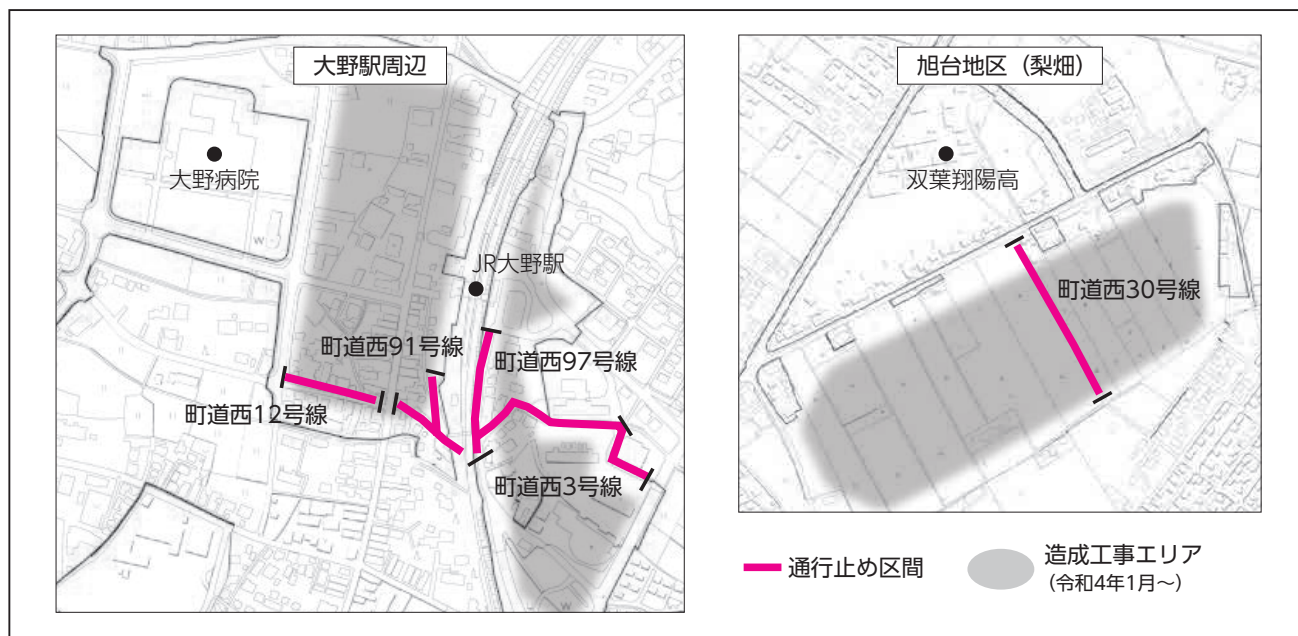 大野駅周辺
大野病院
JR大野駅
町道西91号線
町道西97号線
町道西12号線
町道西3号線
W
W
旭台地区（梨畑）
双葉翔陽高
町道西30号線
通行止め区間
造成工事エリア
(令和4年1月～)